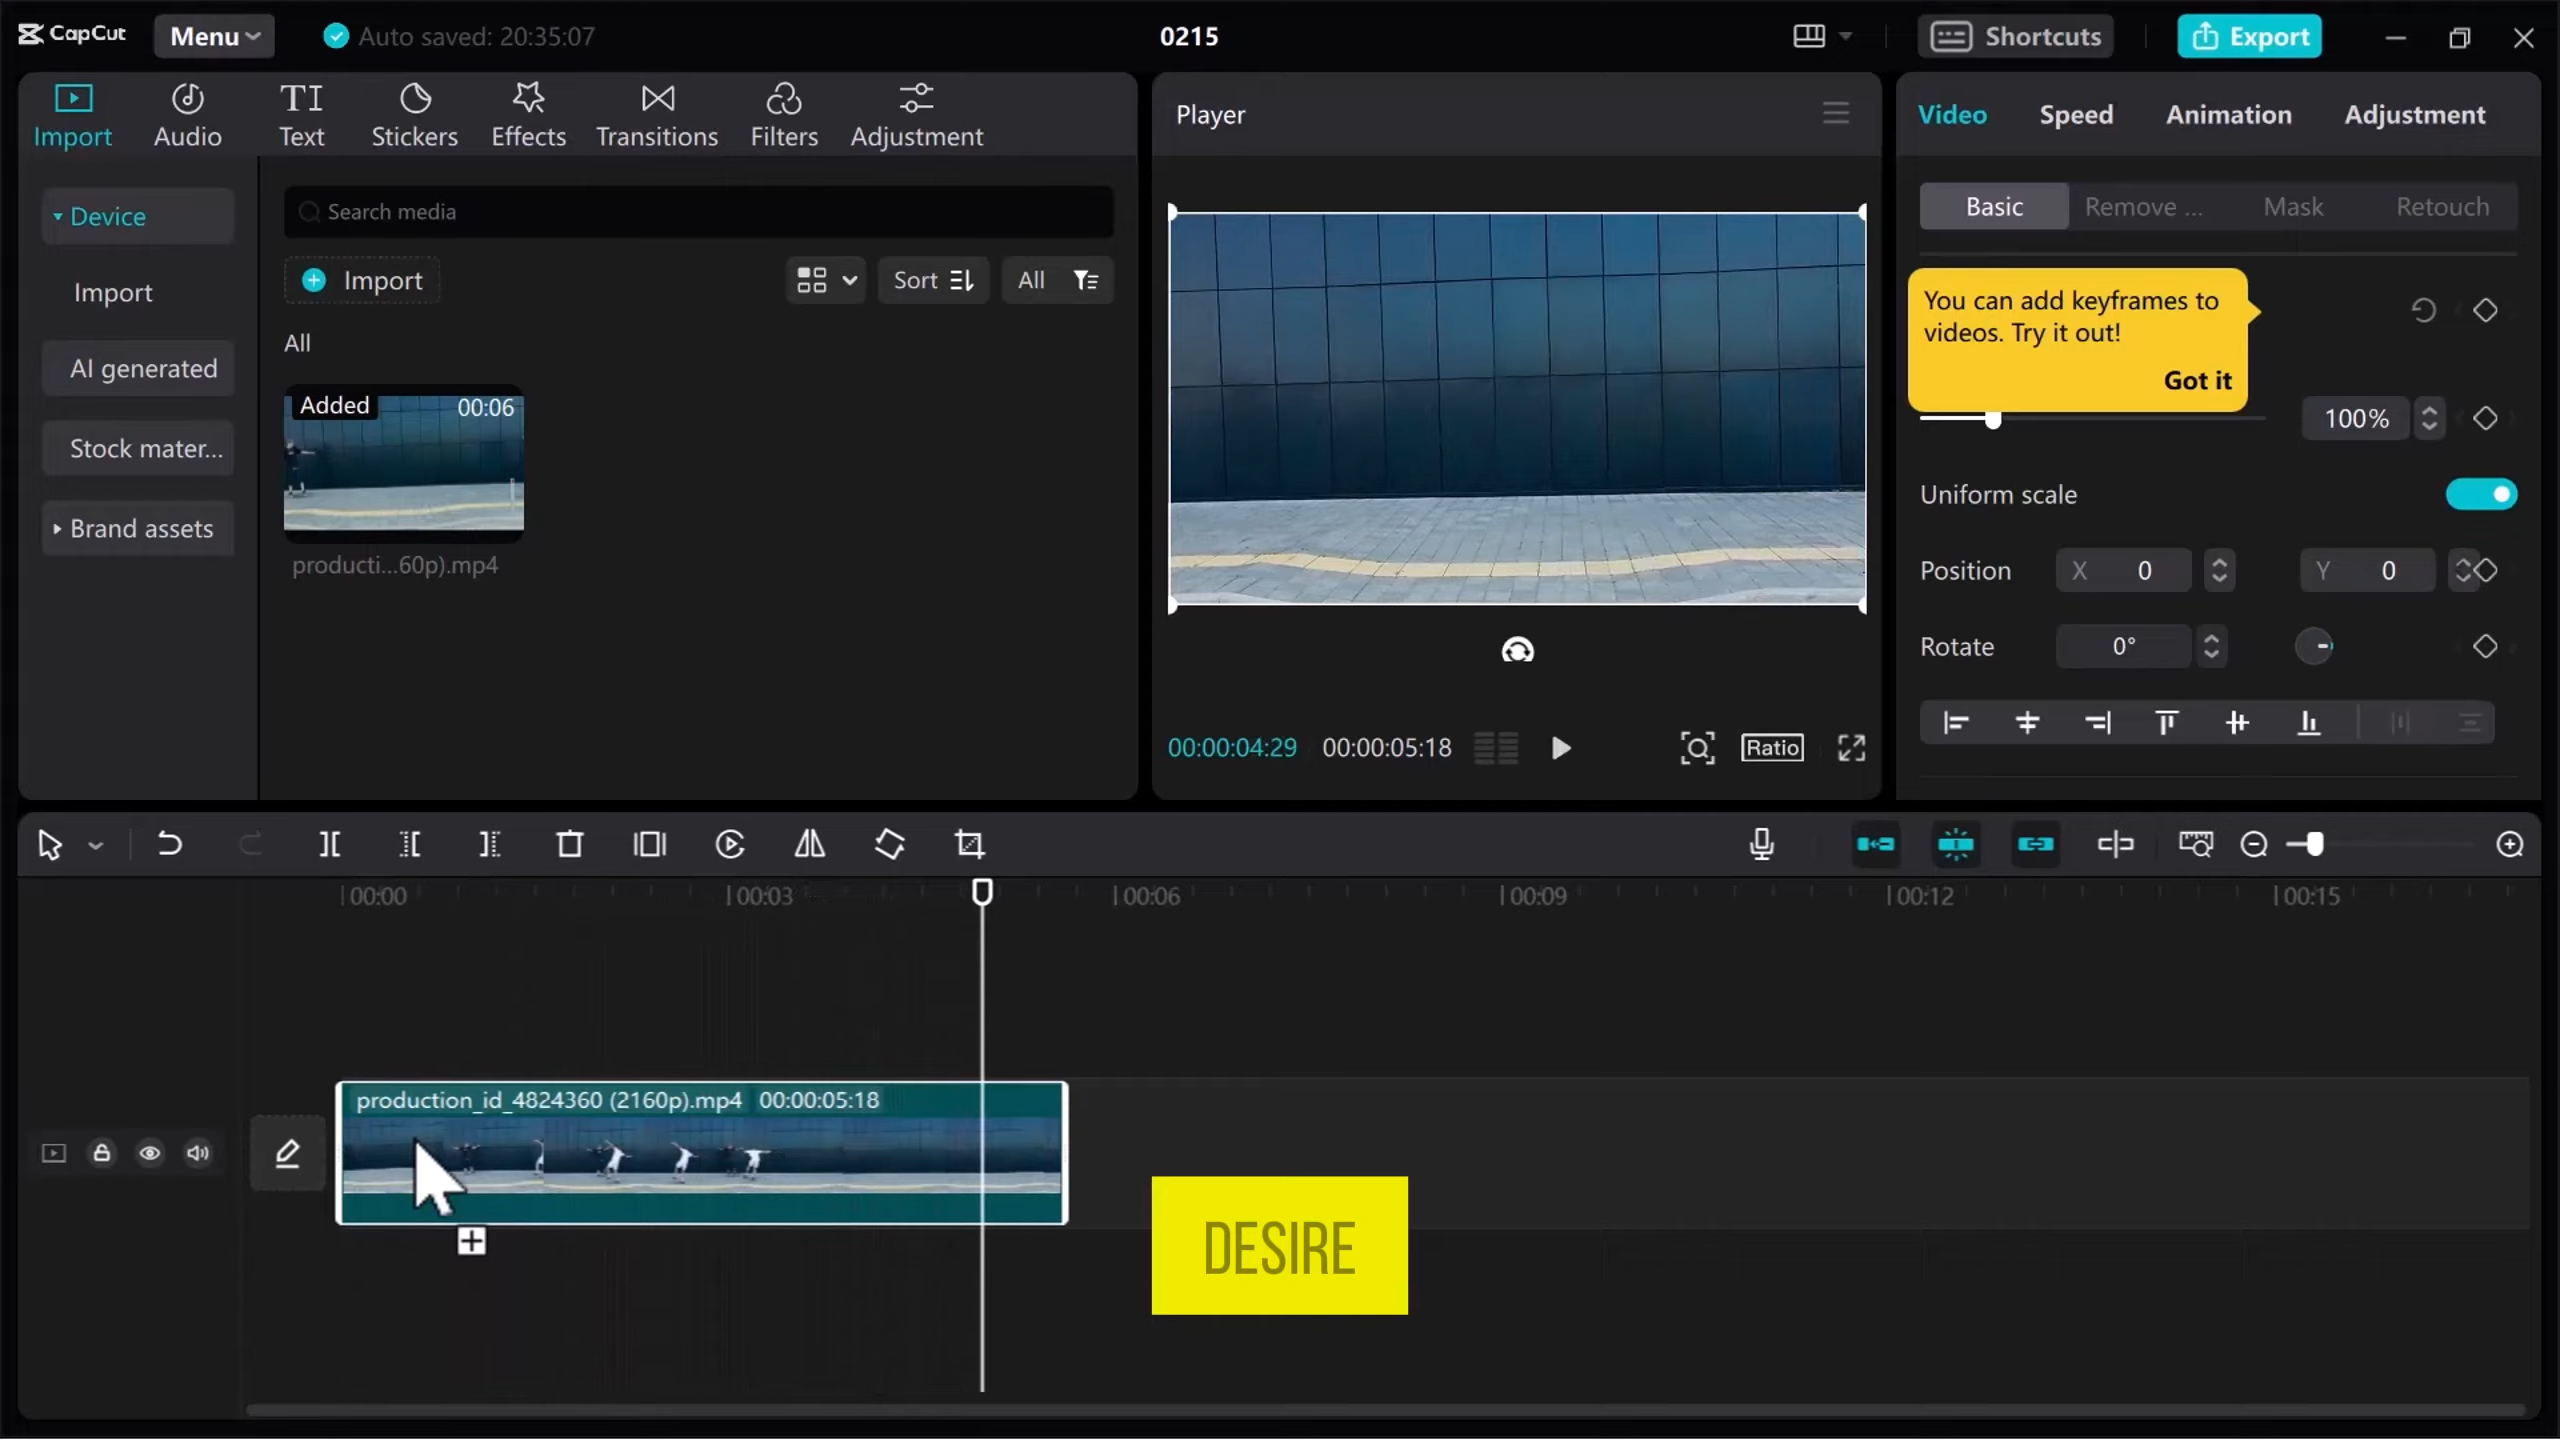 CapCut
Menu
Auto saved: 20:35:07
0215
Shortcuts
Export
Import
Audio
TI
Text
Stickers
Effects
Transitions
Filters
Adjustment
Device
Import
AI generated
Stock mater...
Brand assets
Search media
Import
Sort
All
All
Added
00:06
producti...60p).mp4
Player
00:00:04:29
00:00:05:18
Ratio
Video
Speed
Animation
Adjustment
Basic
Remove ...
Mask
Retouch
You can add keyframes to
videos. Try it out!
Got it
100%
Uniform scale
Position
X 0
Y 0
Rotate
0°
00:00
00:03
00:06
00:09
00:12
00:15
production_id_4824360 (2160p).mp4 00:00:05:18
DESIRE